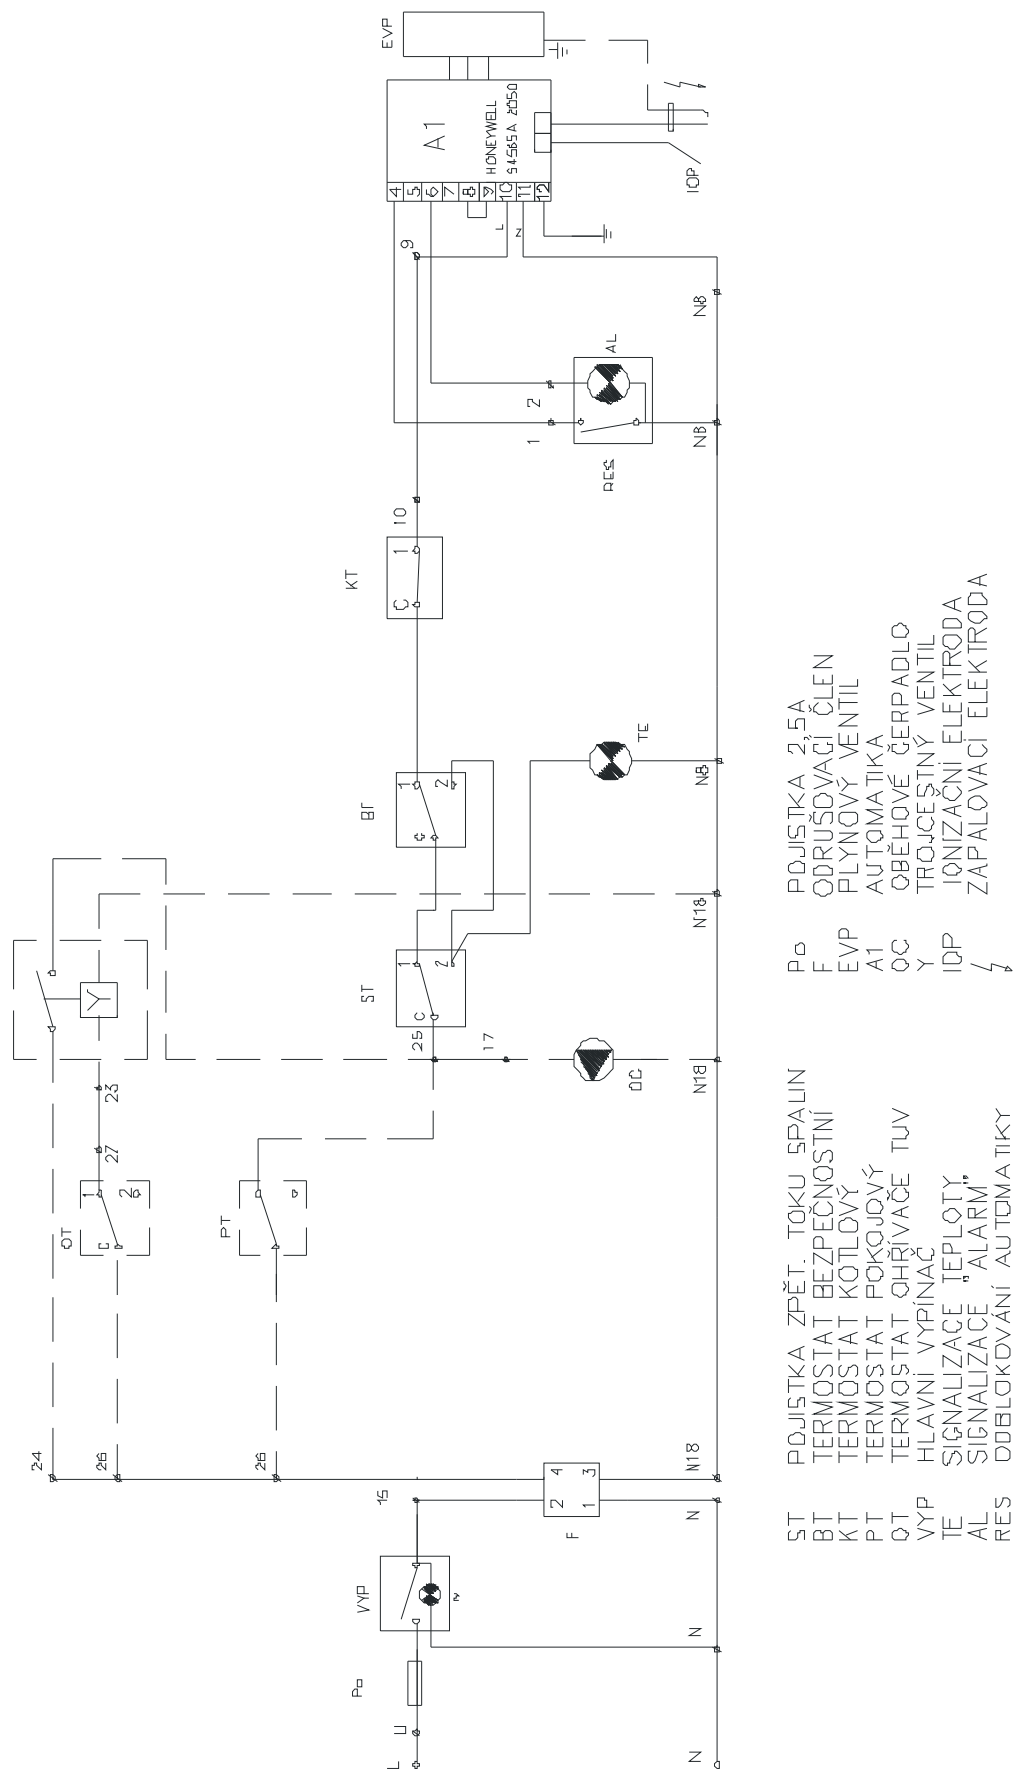 L
U
Po
VYP
15
F
2
4
1
3
N
N
N
N18
24
26
26
OT
C
1
2
27
23
Y
PT
25
17
OC
N18
N18
ST
C
1
2
BT
1
2
TE
KT
C
1
10
9
RES
AL
1
2
N8
N8
EVP
A1
HONEYWELL
S4565A 2050
4
5
6
7
8
9
10
11
12
L
N
IOP
ST POJISTKA ZPĚT. TOKU SPALIN
BT TERMOSTAT BEZPEČNOSTNÍ
KT TERMOSTAT KOTLOVÝ
PT TERMOSTAT POKOJOVÝ
OT TERMOSTAT OHŘÍVAČE TUV
VYP HLAVNÍ VYPÍNAČ
TE SIGNALIZACE TEPLOTY
AL SIGNALIZACE "ALARM"
RES ODBLOKOVÁNÍ AUTOMATIKY
Po POJISTKA 2,5A
F ODRUŠOVACÍ ČLEN
EVP PLYNOVÝ VENTIL
A1 AUTOMATIKA
OC OBĚHOVÉ ČERPADLO
Y TROJCESTNÝ VENTIL
IOP IONIZAČNÍ ELEKTRODA
ZAPALOVACÍ ELEKTRODA